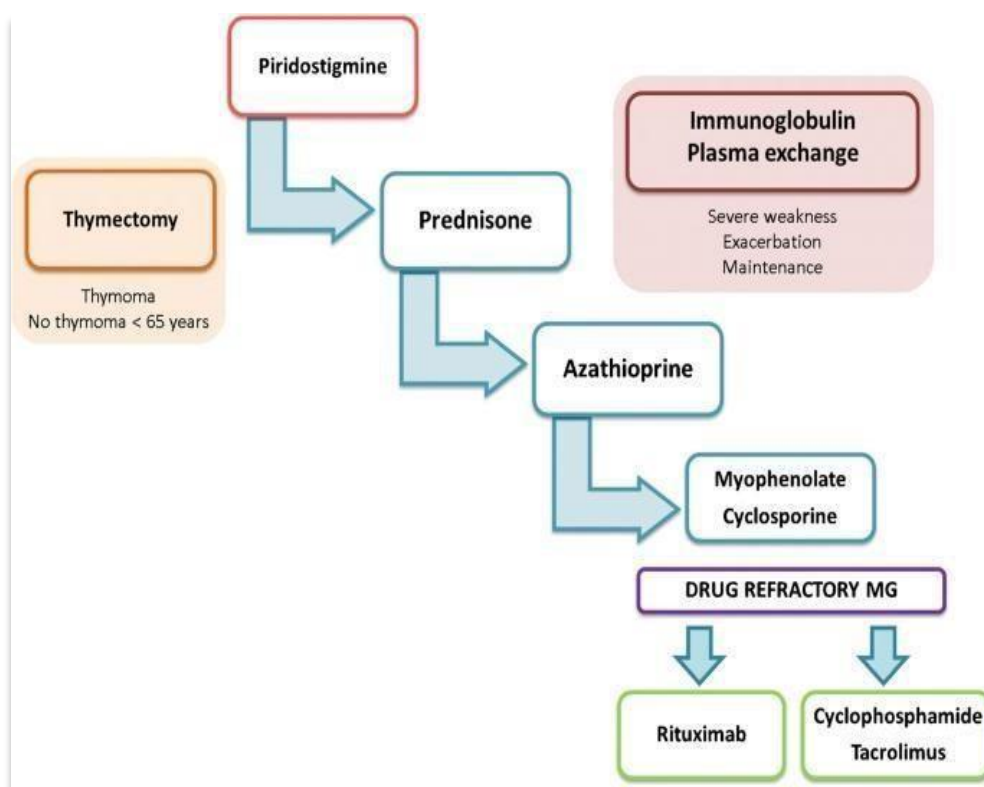 Piridostigmine
Immunoglobulin
Plasma exchange
Severe weakness
Exacerbation
Maintenance
Thymectomy
Thymoma
No thymoma < 65 years
Prednisone
Azathioprine
Myophenolate
Cyclosporine
DRUG REFRACTORY MG
Rituximab
Cyclophosphamide
Tacrolimus